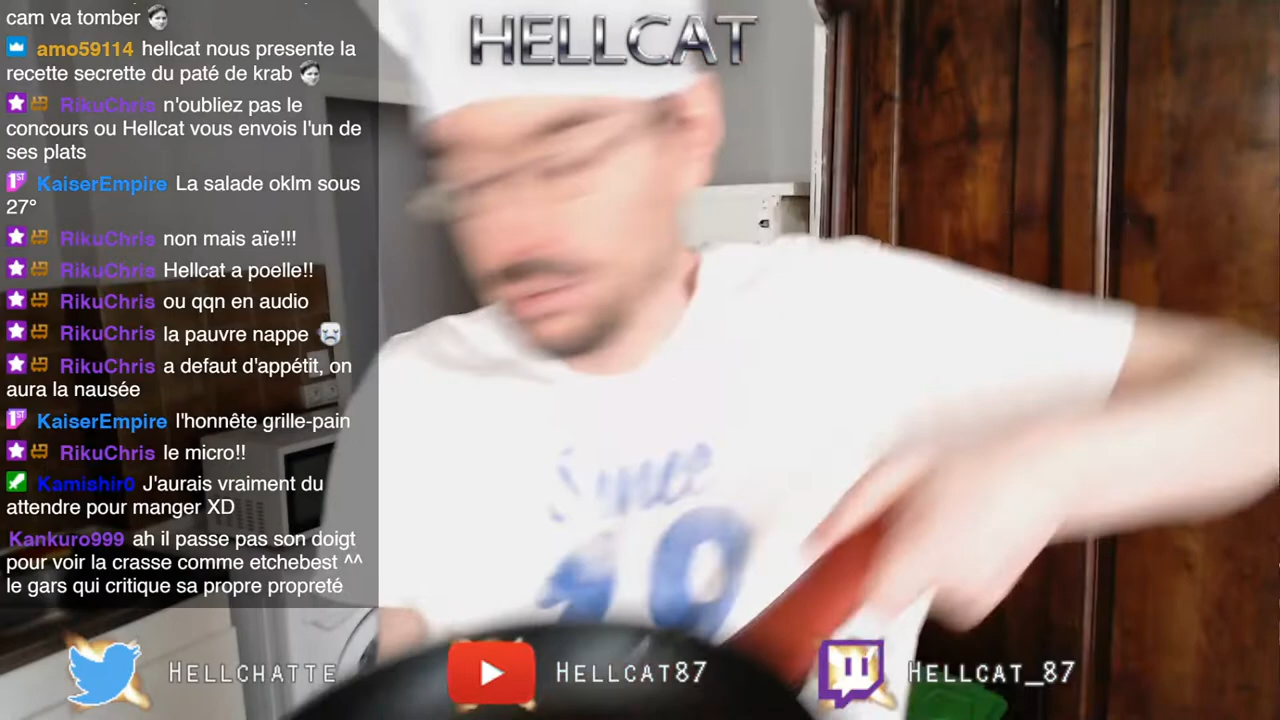 cam va tomber
HELLCAT
amo59114 hellcat nous presente la
recette secrette du paté de krab
RikuChris n'oubliez pas le
concours ou Hellcat vous envois l'un de
ses plats
1ST KaiserEmpire La salade oklm sous
27°
RikuChris non mais aïe!!!
RikuChris Hellcat a poelle!!
RikuChris ou qqn en audio
RikuChris la pauvre nappe
RikuChris a defaut d'appétit, on
aura la nausée
1ST KaiserEmpire l'honnête grille-pain
RikuChris le micro!!
Kamishir0 J'aurais vraiment du
attendre pour manger XD
Kankuro999 ah il passe pas son doigt
pour voir la crasse comme etchebest ^^
le gars qui critique sa propre propreté
Since
19
Hellchatte
Hellcat87
Hellcat_87